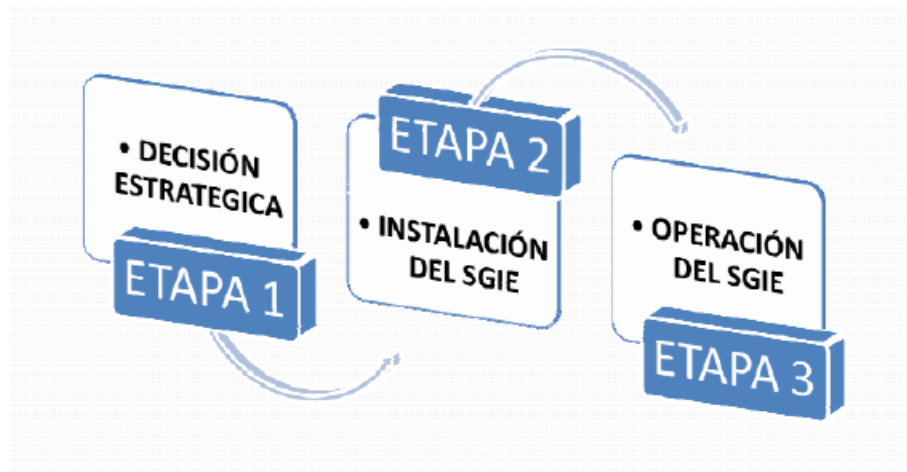 • DECISIÓN
ESTRATEGICA
ETAPA 1
ETAPA 2
• INSTALACIÓN
DEL SGIE
• OPERACIÓN
DEL SGIE
ETAPA 3